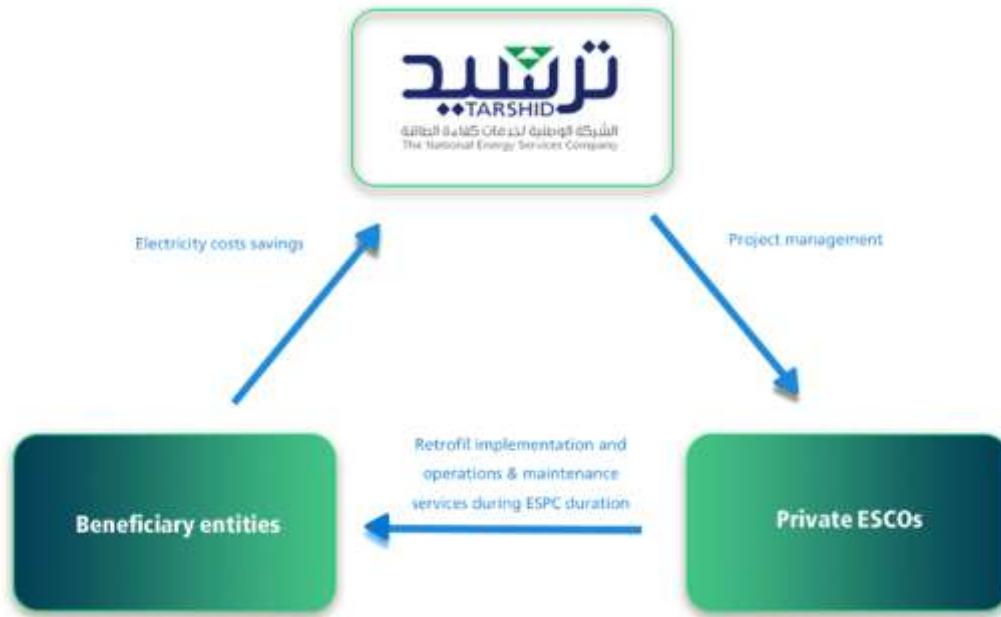 ترشيد
TARSHID
الشركة الوطنية لخدمات كفاءة الطاقة
The National Energy Services Company
Electricity costs savings
Project management
Retrofil implementation and
operations & maintenance
services during ESPC duration
Beneficiary entities
Private ESCOs